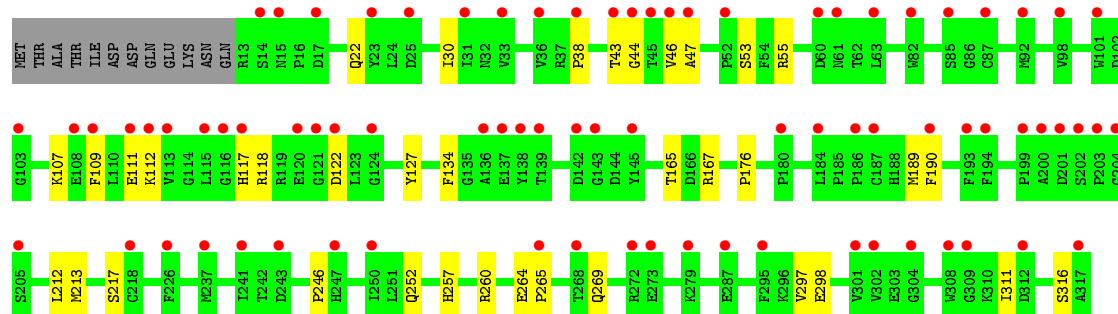 MET THR ALA THR ILE ASP ASP GLN GLU LYS ASN GLN R13 S14 N15 P16 D17 Q22 Y23 L24 D25 I30 I31 N32 V33 V36 R37 P38 T43 G44 T45 V46 A47 P52 S53 F54 R55 D60 N61 T62 L63 W82 S85 G86 C87 M92 V98 W101 D102
G103 K107 E108 F109 L110 E111 K112 V113 G114 L115 G116 H117 R118 R119 E120 G121 D122 L123 G124 Y127 F134 G135 A136 E137 Y138 T139 D142 G143 D144 Y145 T165 D166 R167 P176 P180 L184 P185 P186 C187 H188 M189 F190 F193 F194 P199 A200 D201 S202 P203 G204
S205 L212 M213 S217 C218 F226 M237 I241 T242 D243 P246 H247 I250 L251 Q252 H257 R260 E264 P265 T268 Q269 R272 E273 K279 E287 F295 K296 V297 E298 V301 V302 E303 G304 W308 G309 K310 I311 D312 S316 A317